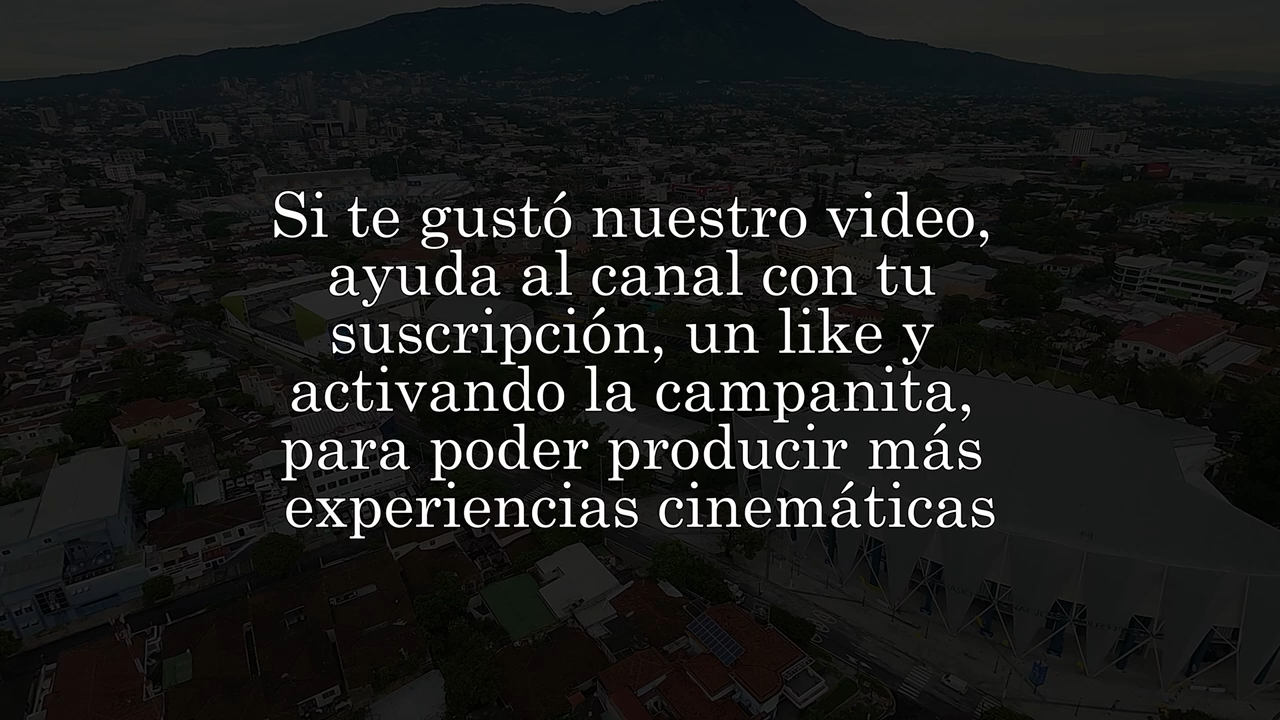 Si te gustó nuestro video,
ayuda al canal con tu
suscripción, un like y
activando la campanita,
para poder producir más
experiencias cinemáticas